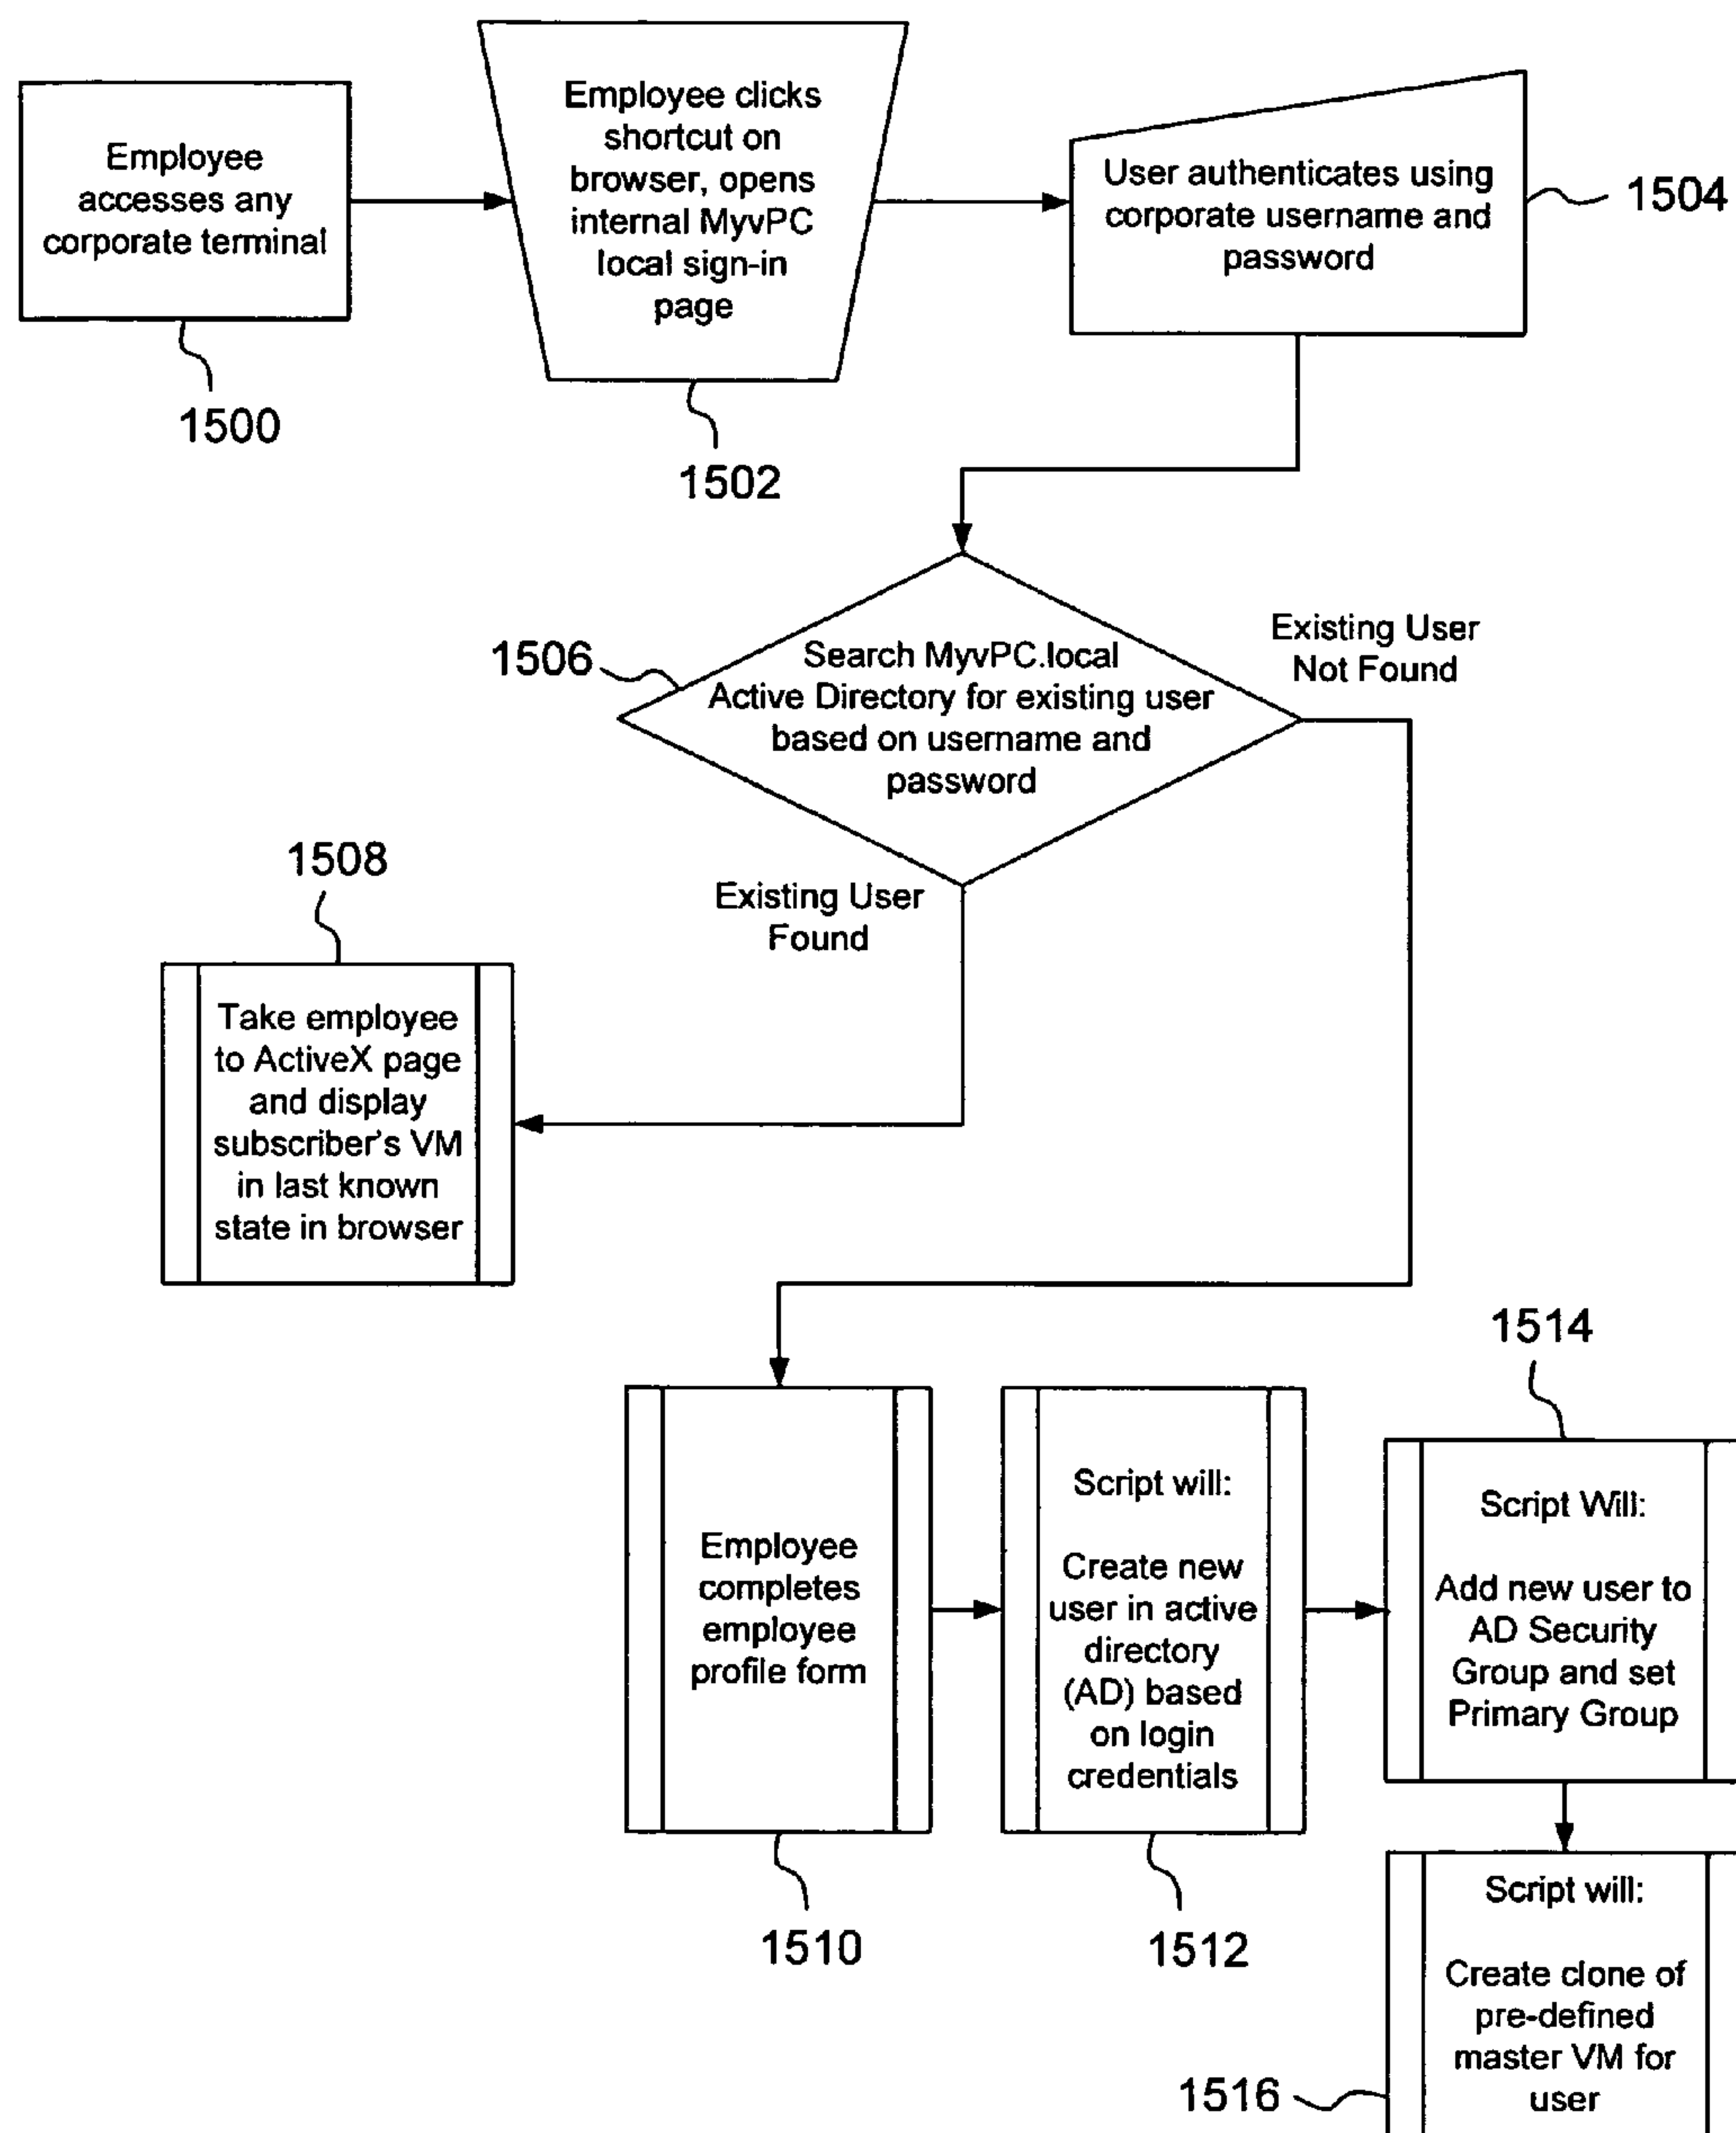 Employee
accesses any
corporate terminal
1500
Employee clicks
shortcut on
browser, opens
internal MyvPC
local sign-in
page
1502
User authenticates using
corporate username and
password
1504
1506
Search MyvPC.local
Active Directory for existing user
based on username and
password
Existing User
Not Found
Existing User
Found
1508
Take employee
to ActiveX page
and display
subscriber's VM
in last known
state in browser
Employee
completes
employee
profile form
1510
Script will:
Create new
user in active
directory
(AD) based
on login
credentials
1512
1514
Script Will:
Add new user to
AD Security
Group and set
Primary Group
Script will:
Create clone of
pre-defined
master VM for
user
1516